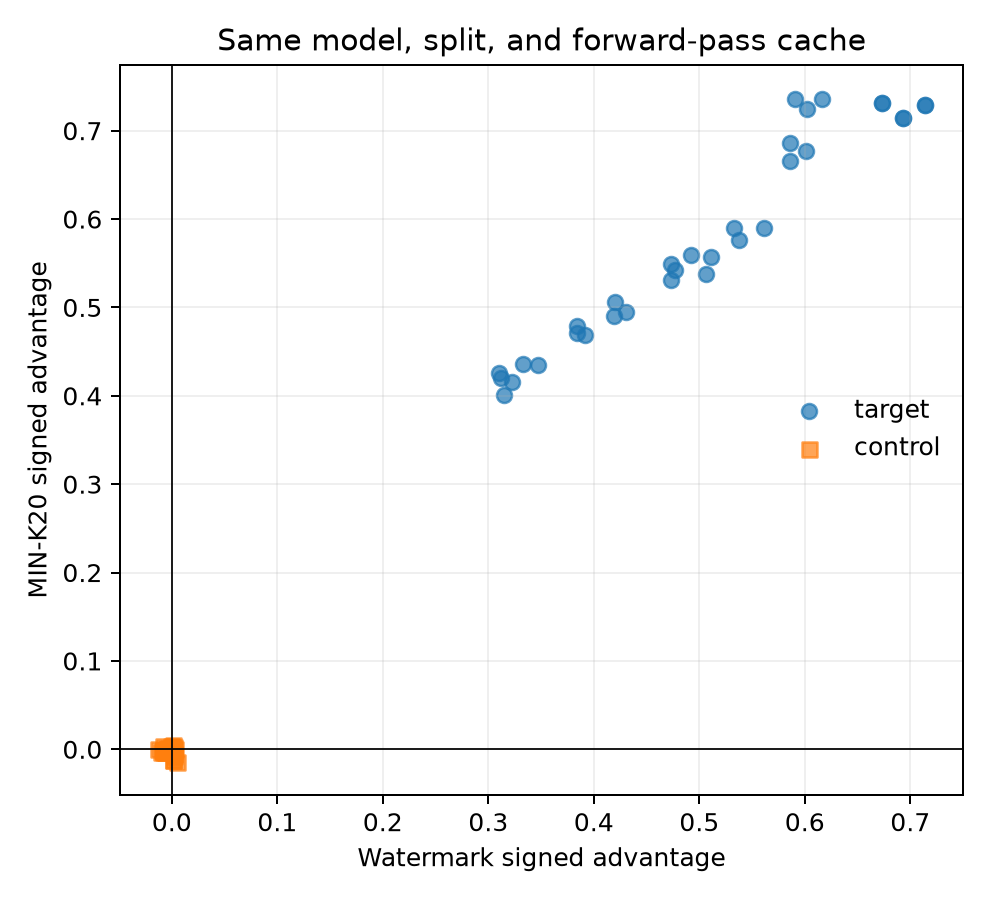 Same model, split, and forward-pass cache
MIN-K20 signed advantage
0.7
0.6
0.5
0.4
0.3
0.2
0.1
0.0
target
control
0.0 0.1 0.2 0.3 0.4 0.5 0.6 0.7
Watermark signed advantage